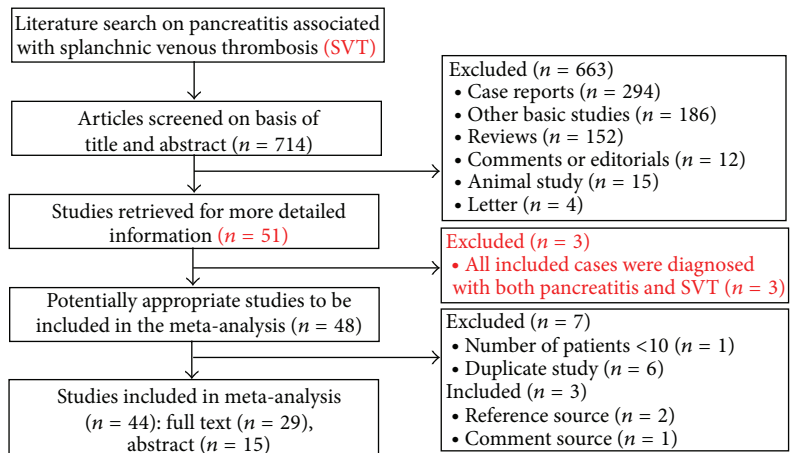 Literature search on pancreatitis associated
with splanchnic venous thrombosis (SVT)
Articles screened on basis of
title and abstract (n = 714)
Excluded (n = 663)
• Case reports (n = 294)
• Other basic studies (n = 186)
• Reviews (n = 152)
• Comments or editorials (n = 12)
• Animal study (n = 15)
• Letter (n = 4)
Studies retrieved for more detailed
information (n = 51)
Excluded (n = 3)
• All included cases were diagnosed
with both pancreatitis and SVT (n = 3)
Potentially appropriate studies to be
included in the meta-analysis (n = 48)
Excluded (n = 7)
• Number of patients <10 (n = 1)
• Duplicate study (n = 6)
Included (n = 3)
• Reference source (n = 2)
• Comment source (n = 1)
Studies included in meta-analysis
(n = 44): full text (n = 29),
abstract (n = 15)